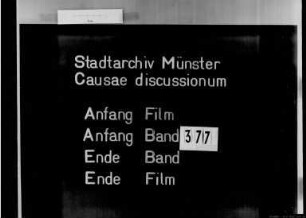 Stadtarchiv Münster
Causae discussionum
Anfang Film
Anfang Band 377
Ende Band
Ende Film